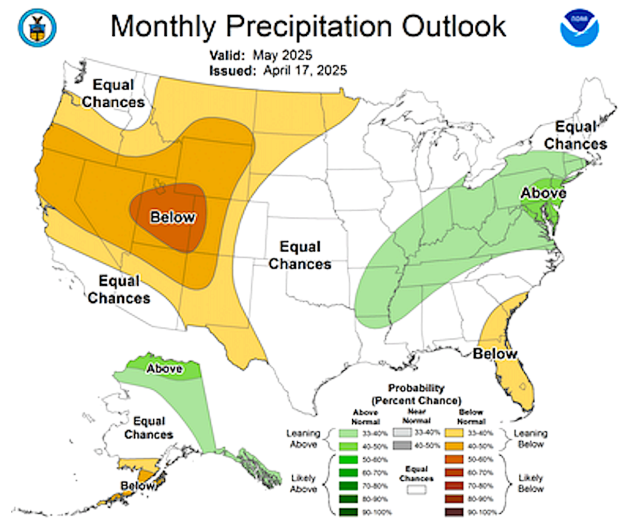 Monthly Precipitation Outlook
noaa
Valid: May 2025
Issued: April 17, 2025
Equal
Chances
Equal
Chances
Above
Below
Equal
Chances
Equal
Chances
Below
Above
Equal
Chances
Below
Probability
(Percent Chance)
Above
Normal
Near
Normal
Below
Normal
Leaning
Above
33-40%
40-50%
33-40%
40-50%
33-40%
40-50%
Leaning
Below
Likely
Above
50-60%
60-70%
70-80%
80-90%
90-100%
Equal
Chances
50-60%
60-70%
70-80%
80-90%
90-100%
Likely
Below